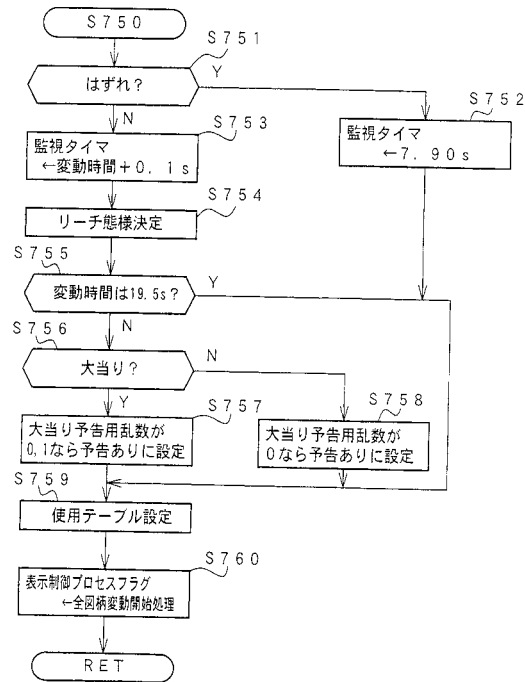 S750
S751
はずれ?
Y
N
S752
監視タイマ
←7.90s
S753
監視タイマ
←変動時間+0.1s
S754
リーチ態様決定
S755
変動時間は19.5s?
Y
N
S756
大当り?
N
Y
S757
大当り予告用乱数が
0,1なら予告ありに設定
S758
大当り予告用乱数が
0なら予告ありに設定
S759
使用テーブル設定
S760
表示制御プロセスフラグ
←全図柄変動開始処理
RET